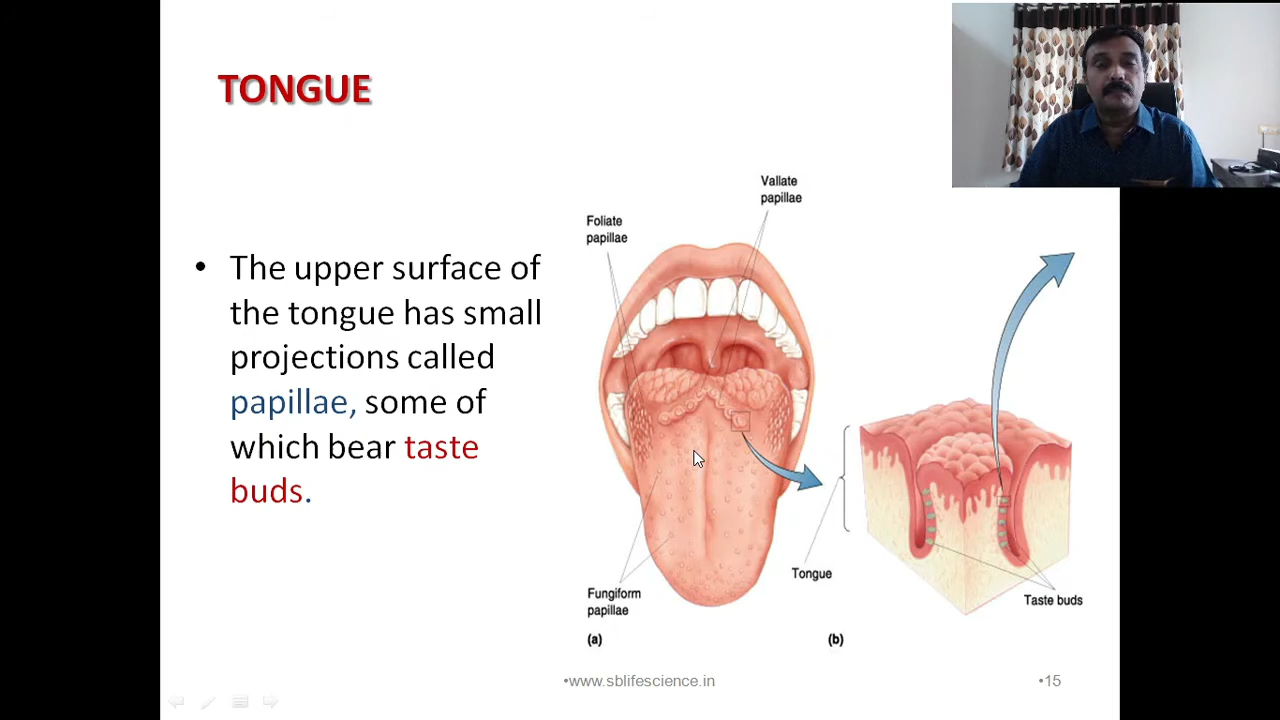 TONGUE
• The upper surface of
the tongue has small
projections called
papillae, some of
which bear taste
buds.
Vallate
papillae
Foliate
papillae
Fungiform
papillae
Tongue
Taste buds
(a)
(b)
•www.sblifescience.in
•15